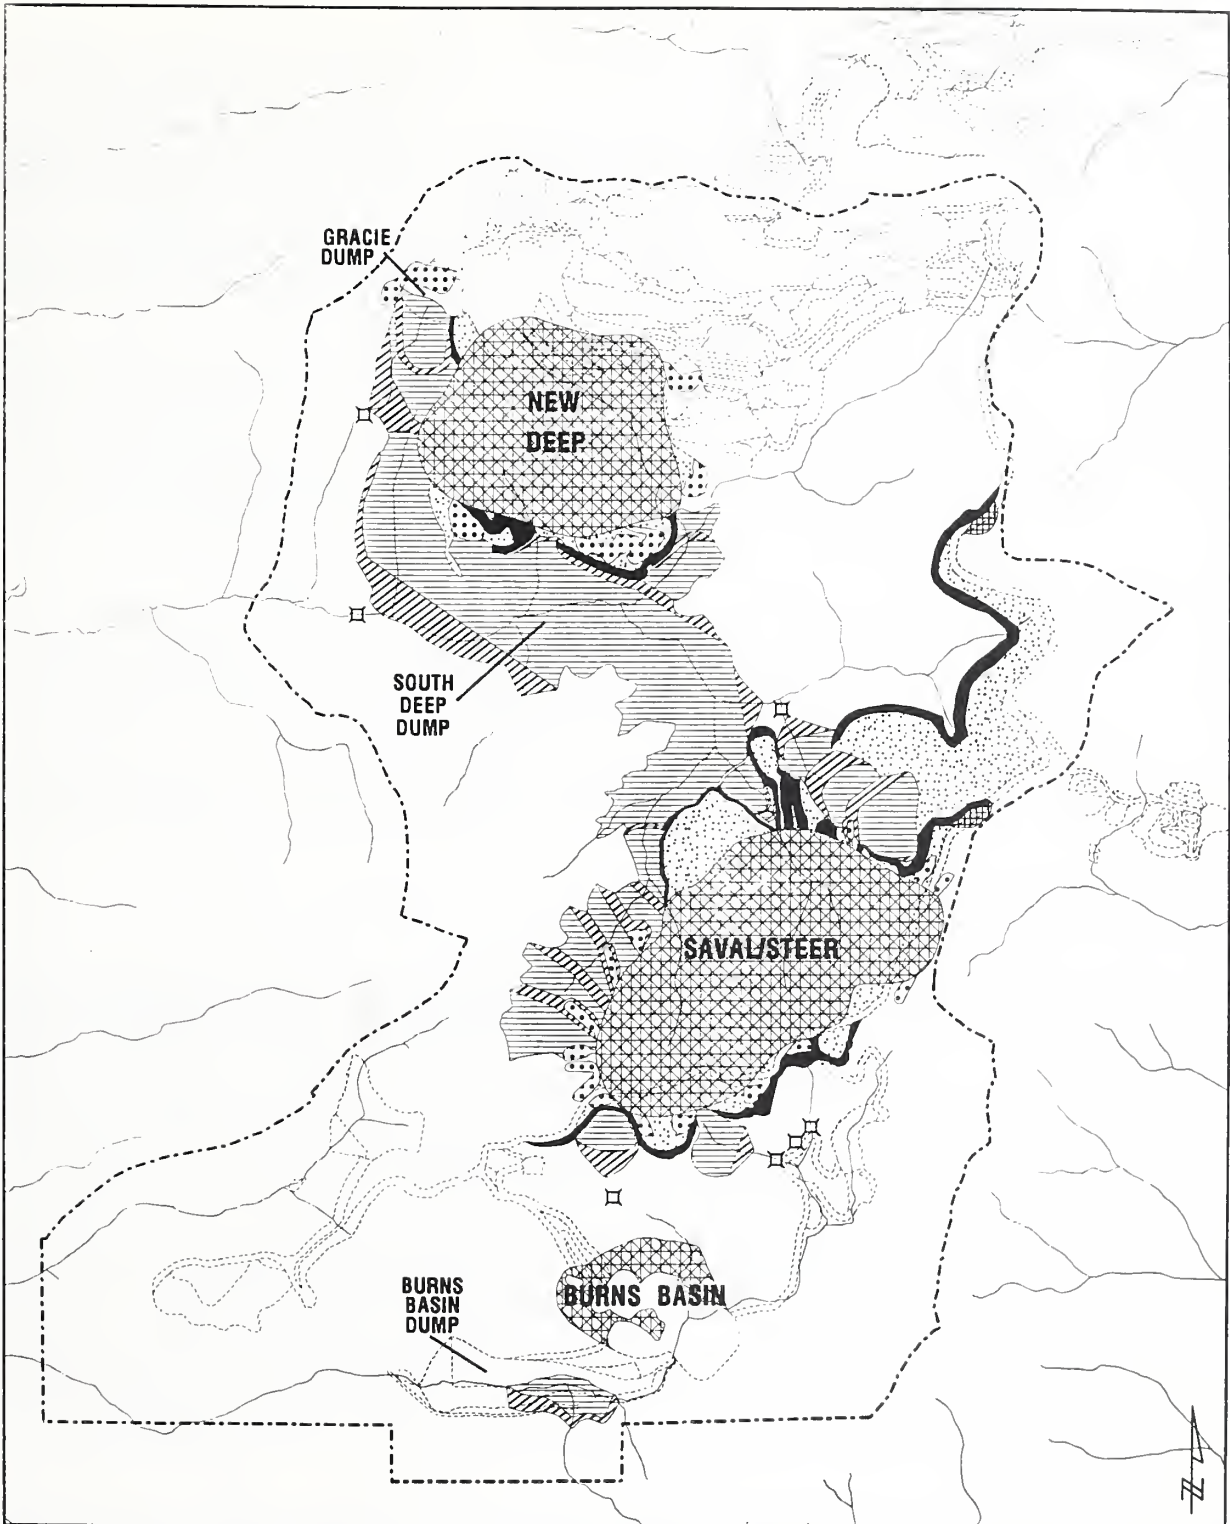 GRACIE
DUMP
NEW
DEEP
SOUTH
DEEP
DUMP
SAVAL/STEER
BURNS
BASIN
DUMP
BURNS BASIN
N